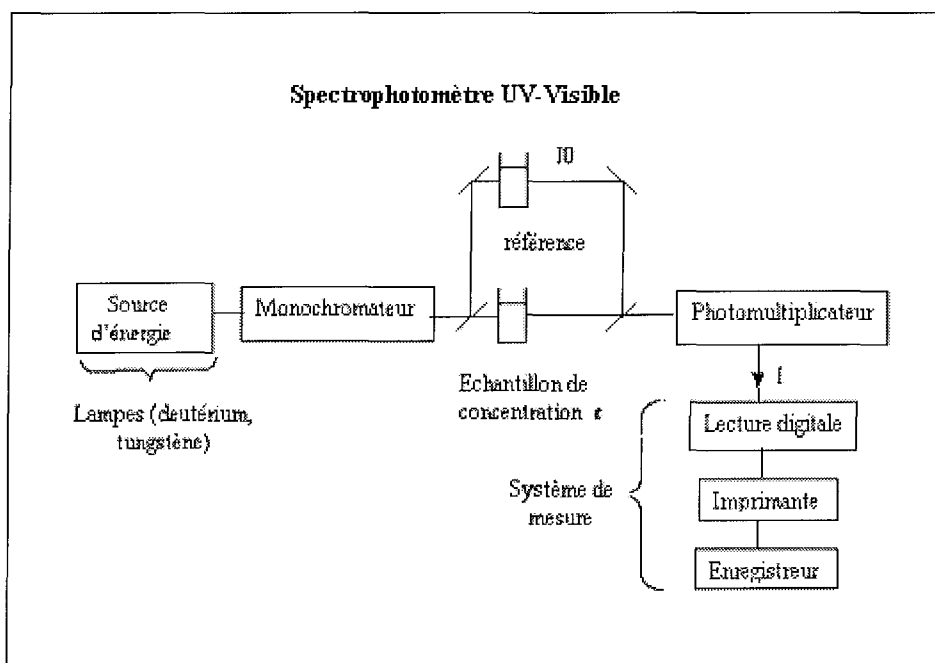 Spectrophotomètre UV-Visible
I0
référence
Source
d'énergie
Monochromateur
Photomultiplicateur
Lampes (deutérium,
tungstène)
Echantillon de
concentration c
I
Lecture digitale
Système de
mesure
Imprimante
Enregistreur